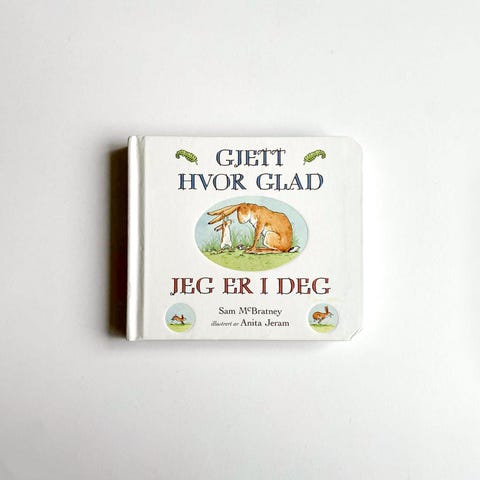 GJETT
HVOR GLAD
JEG ER I DEG
Sam McBratney
illustrert av Anita Jeram